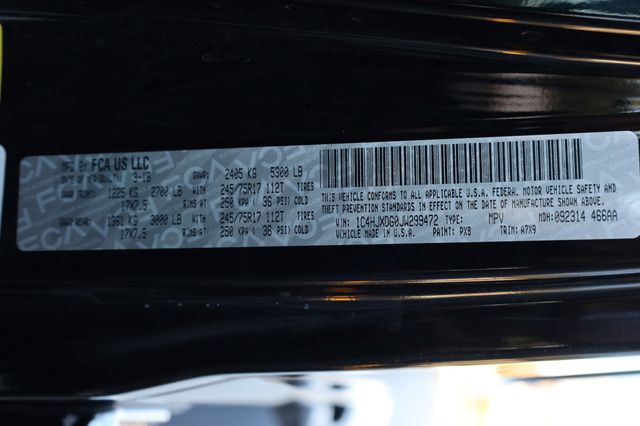 MFG BY FCA US LLC GVWR: 2405 KG 5300 LB
DATE OF 9-18
GAWR FRONT: 1225 KG 2700 LB WITH 245/75R17 112T TIRES
17X7.5 RIMS AT 250 KPA ( 36 PSI) COLD
GAWR REAR: 1361 KG 3000 LB WITH 245/75R17 112T TIRES
17X7.5 RIMS AT: 250 KPA ( 36 PSI) COLD
THIS VEHICLE CONFORMS TO ALL APPLICABLE U.S.A. FEDERAL MOTOR VEHICLE SAFETY AND
THEFT PREVENTION STANDARDS IN EFFECT ON THE DATE OF MANUFACTURE SHOWN ABOVE.
VIN: 1C4HJXDG0JW299472 TYPE: MPV MDH: 092314 466AA
VEHICLE MADE IN U.S.A. PAINT: PX8 TRIM: A7X9